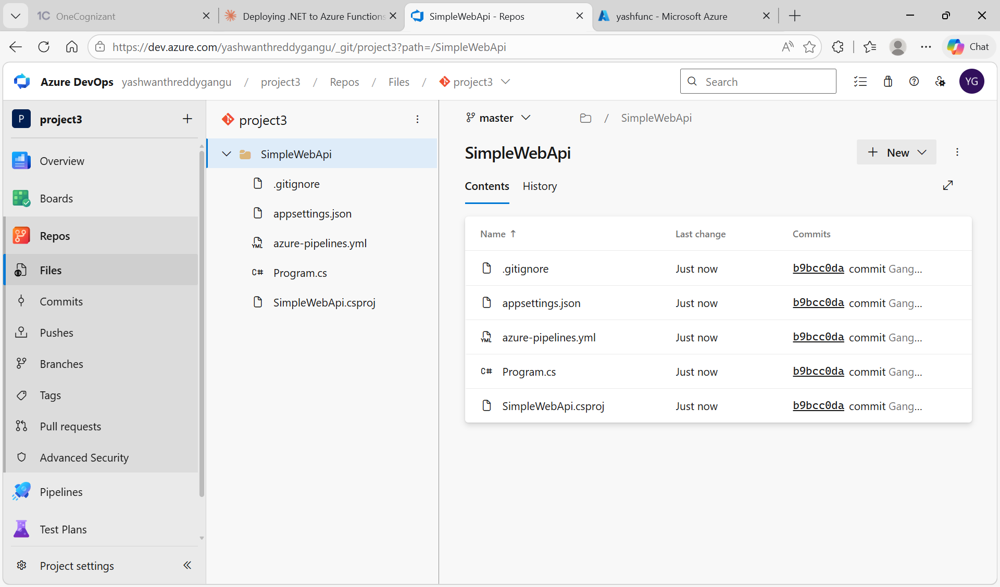 OneCognizant
Deploying .NET to Azure Functions
SimpleWebApi - Repos
yashfunc - Microsoft Azure
https://dev.azure.com/yashwanthreddygangu/_git/project3?path=/SimpleWebApi
Chat
Azure DevOps yashwanthreddygangu / project3 / Repos / Files / project3
Search
YG
P project3
Overview
Boards
Repos
Files
Commits
Pushes
Branches
Tags
Pull requests
Advanced Security
Pipelines
Test Plans
Project settings
project3
SimpleWebApi
.gitignore
appsettings.json
YML azure-pipelines.yml
C# Program.cs
SimpleWebApi.csproj
master / SimpleWebApi
SimpleWebApi
+ New
Contents History
Name ↑ Last change Commits
.gitignore Just now b9bcc0da commit Gang...
appsettings.json Just now b9bcc0da commit Gang...
YML azure-pipelines.yml Just now b9bcc0da commit Gang...
C# Program.cs Just now b9bcc0da commit Gang...
SimpleWebApi.csproj Just now b9bcc0da commit Gang...